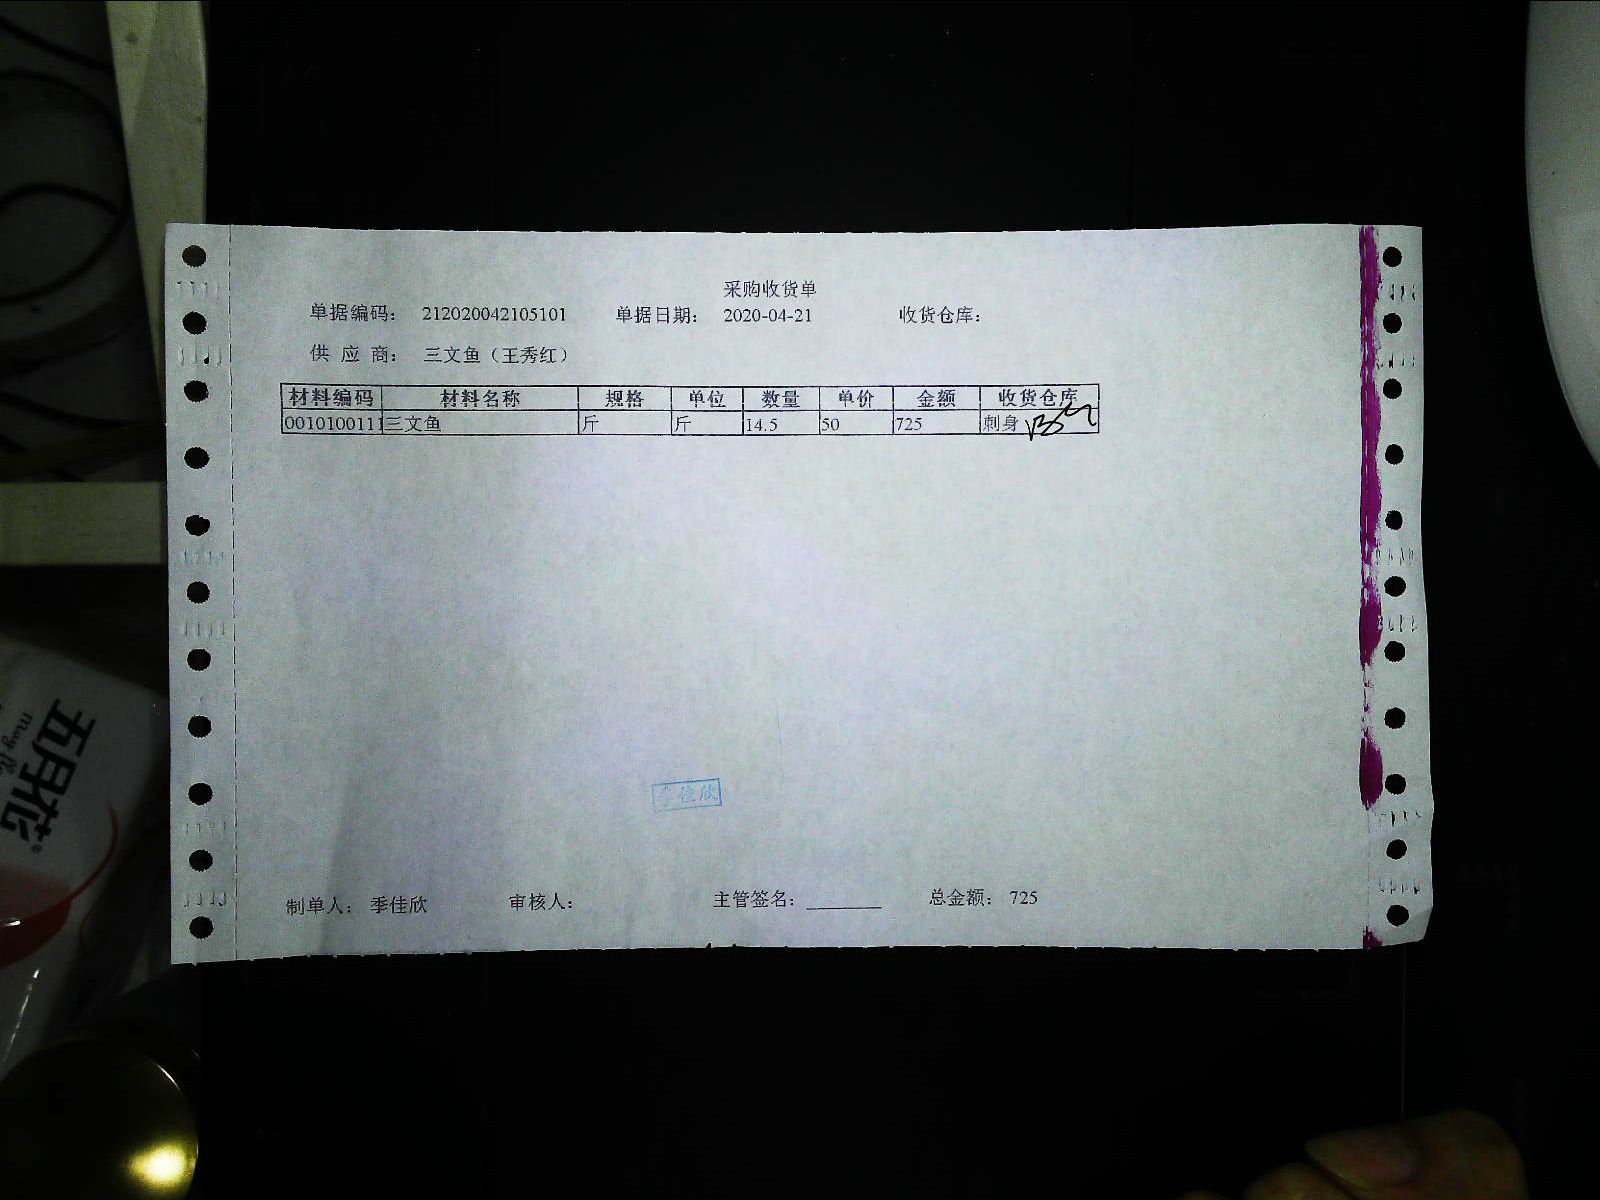 采购收货单
单据编码： 212020042105101 单据日期： 2020-04-21 收货仓库：
供 应 商： 三文鱼（王秀红）
材料编码 材料名称 规格 单位 数量 单价 金额 收货仓库
0010100111 三文鱼 斤 斤 14.5 50 725 刺身
季佳欣
制单人： 季佳欣 审核人： 主管签名： 总金额： 725
五月花